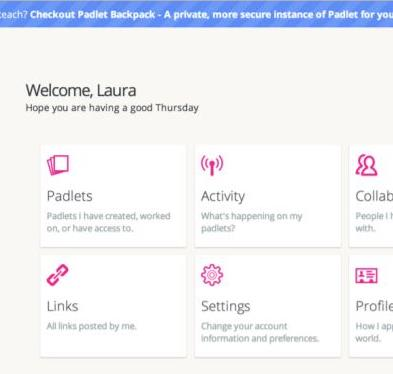 each? Checkout Padlet Backpack - A private, more secure instance of Padlet for you
Welcome, Laura
Hope you are having a good Thursday
Padlets
Padlets I have created, worked
on, or have access to.
Activity
What's happening on my
padlets?
Collab
People I h
with.
Links
All links posted by me.
Settings
Change your account
information and preferences.
Profile
How I app
world.